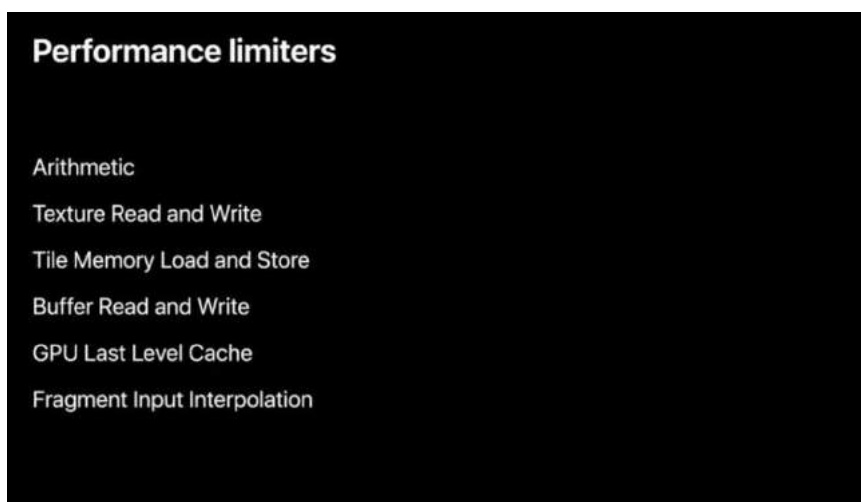 Performance limiters
Arithmetic
Texture Read and Write
Tile Memory Load and Store
Buffer Read and Write
GPU Last Level Cache
Fragment Input Interpolation